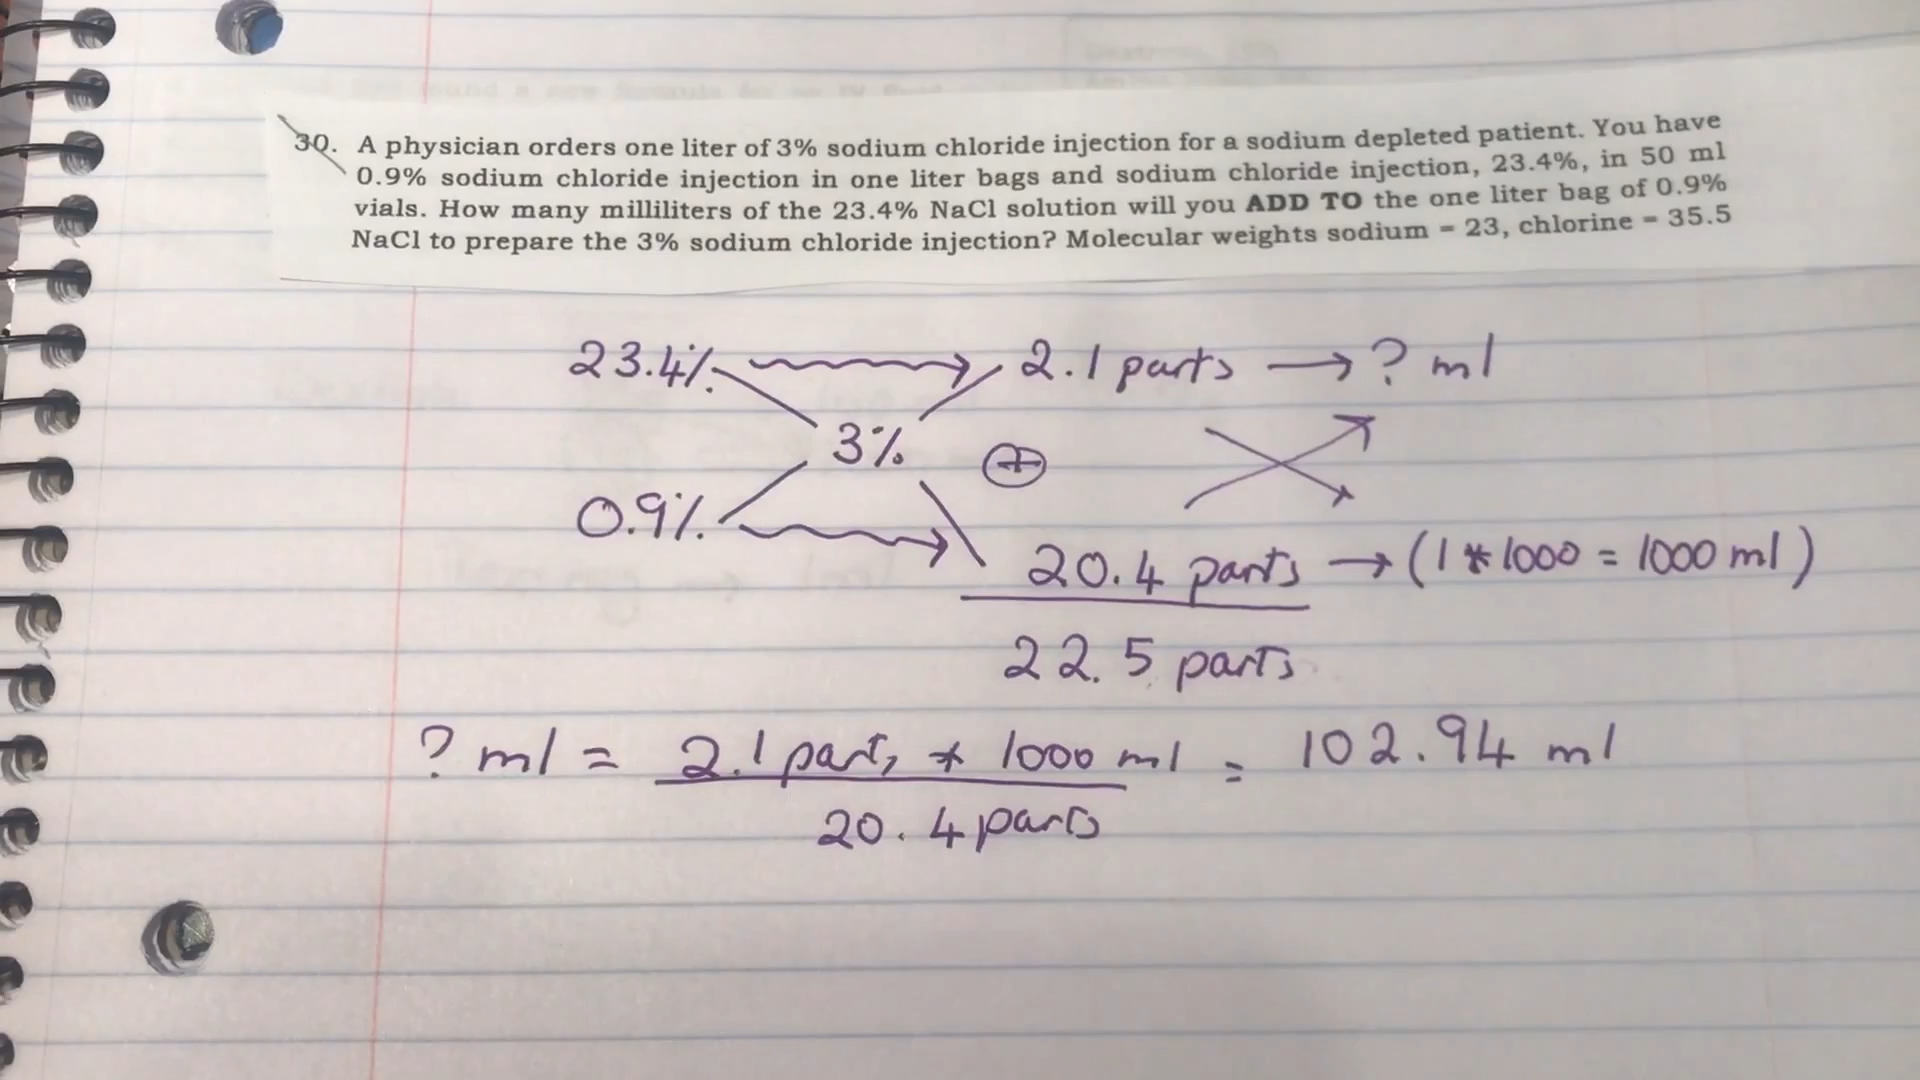 30. A physician orders one liter of 3% sodium chloride injection for a sodium depleted patient. You have
0.9% sodium chloride injection in one liter bags and sodium chloride injection, 23.4%, in 50 ml
vials. How many milliliters of the 23.4% NaCl solution will you ADD TO the one liter bag of 0.9%
NaCl to prepare the 3% sodium chloride injection? Molecular weights sodium = 23, chlorine = 35.5
23.4% → 2.1 parts → ? ml
3% +
0.9% → 20.4 parts → (1 * 1000 = 1000 ml)
22.5 parts
? ml = 2.1 parts * 1000 ml = 102.94 ml
20.4 parts